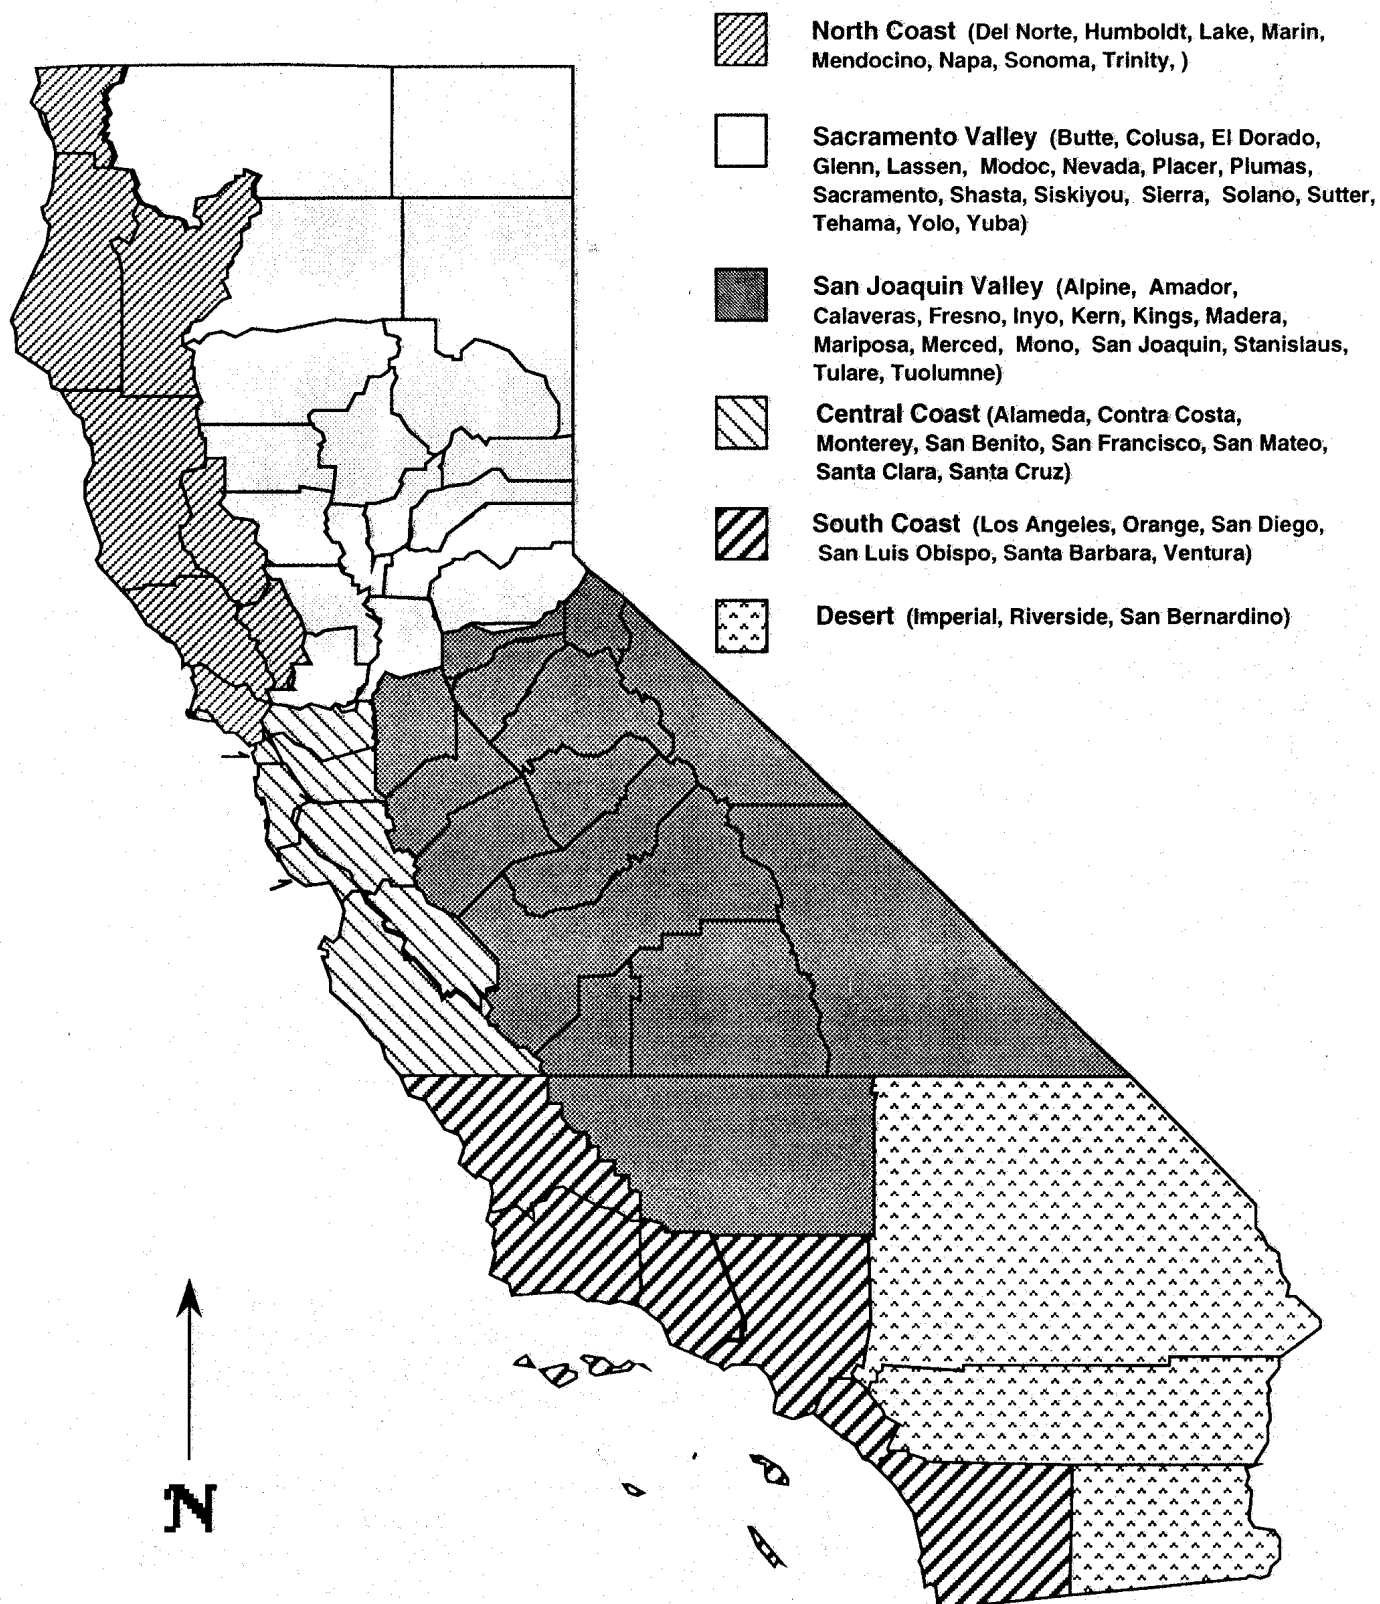 North Coast (Del Norte, Humboldt, Lake, Marin,
Mendocino, Napa, Sonoma, Trinity, )
Sacramento Valley (Butte, Colusa, El Dorado,
Glenn, Lassen, Modoc, Nevada, Placer, Plumas,
Sacramento, Shasta, Siskiyou, Sierra, Solano, Sutter,
Tehama, Yolo, Yuba)
San Joaquin Valley (Alpine, Amador,
Calaveras, Fresno, Inyo, Kern, Kings, Madera,
Mariposa, Merced, Mono, San Joaquin, Stanislaus,
Tulare, Tuolumne)
Central Coast (Alameda, Contra Costa,
Monterey, San Benito, San Francisco, San Mateo,
Santa Clara, Santa Cruz)
South Coast (Los Angeles, Orange, San Diego,
San Luis Obispo, Santa Barbara, Ventura)
Desert (Imperial, Riverside, San Bernardino)
N